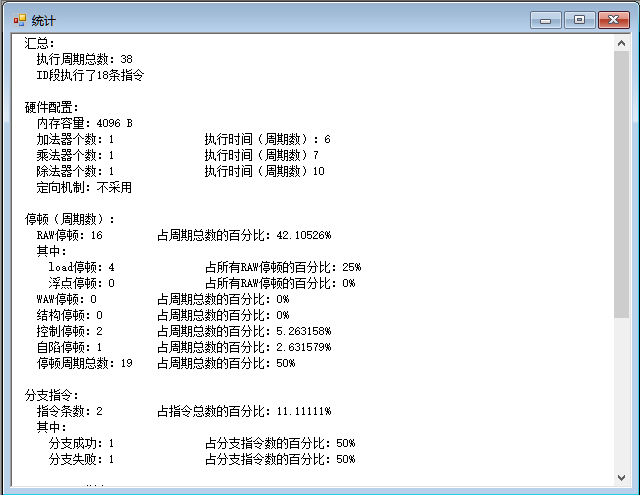 统计
汇总：
执行周期总数：38
ID段执行了18条指令
硬件配置：
内存容量：4096 B
加法器个数：1 执行时间（周期数）：6
乘法器个数：1 执行时间（周期数）7
除法器个数：1 执行时间（周期数）10
定向机制：不采用
停顿（周期数）：
RAW停顿：16 占周期总数的百分比：42.10526%
其中：
load停顿：4 占所有RAW停顿的百分比：25%
浮点停顿：0 占所有RAW停顿的百分比：0%
WAW停顿：0 占周期总数的百分比：0%
结构停顿：0 占周期总数的百分比：0%
控制停顿：2 占周期总数的百分比：5.263158%
自陷停顿：1 占周期总数的百分比：2.631579%
停顿周期总数：19 占周期总数的百分比：50%
分支指令：
指令条数：2 占指令总数的百分比：11.11111%
其中：
分支成功：1 占分支指令数的百分比：50%
分支失败：1 占分支指令数的百分比：50%